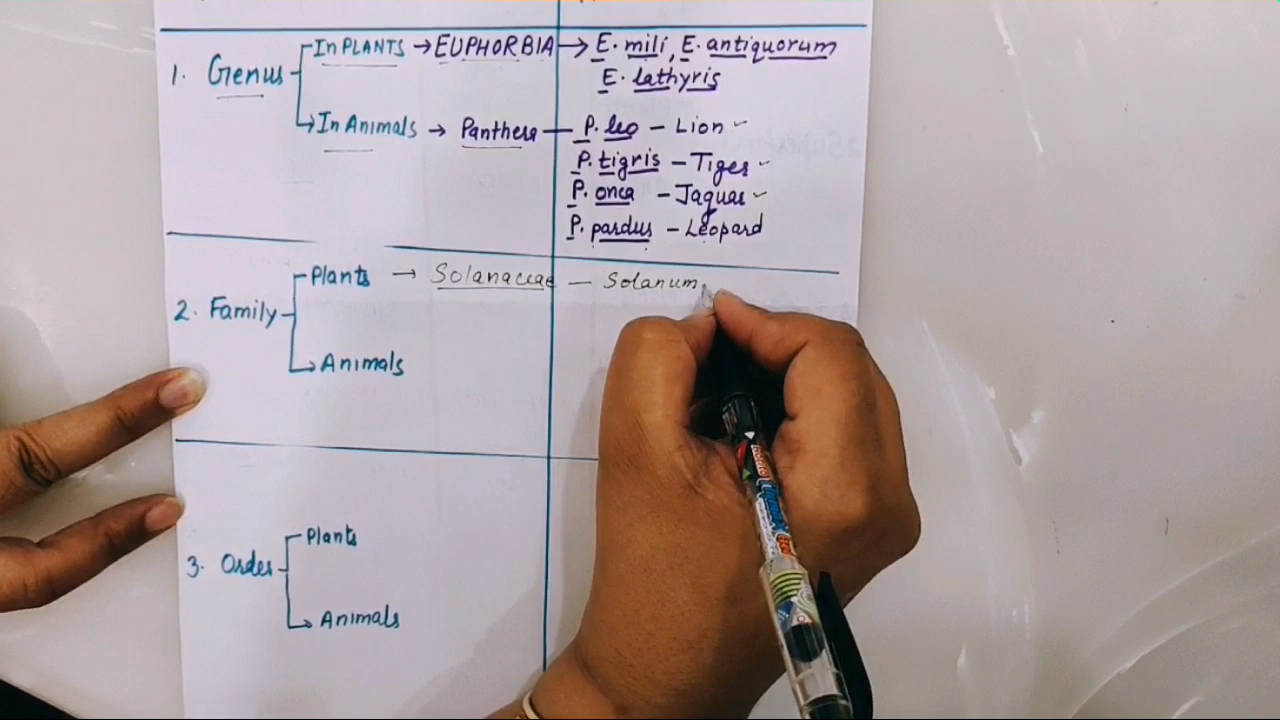 1. Genus In PLANTS → EUPHORBIA → E. mili, E. antiquorum
E. lathyris
In Animals → Panthera — P. leo – Lion
P. tigris – Tiger
P. onca – Jaguar
P. pardus – Leopard
2. Family Plants → Solanaceae — Solanum,
Animals
3. Order Plants
Animals